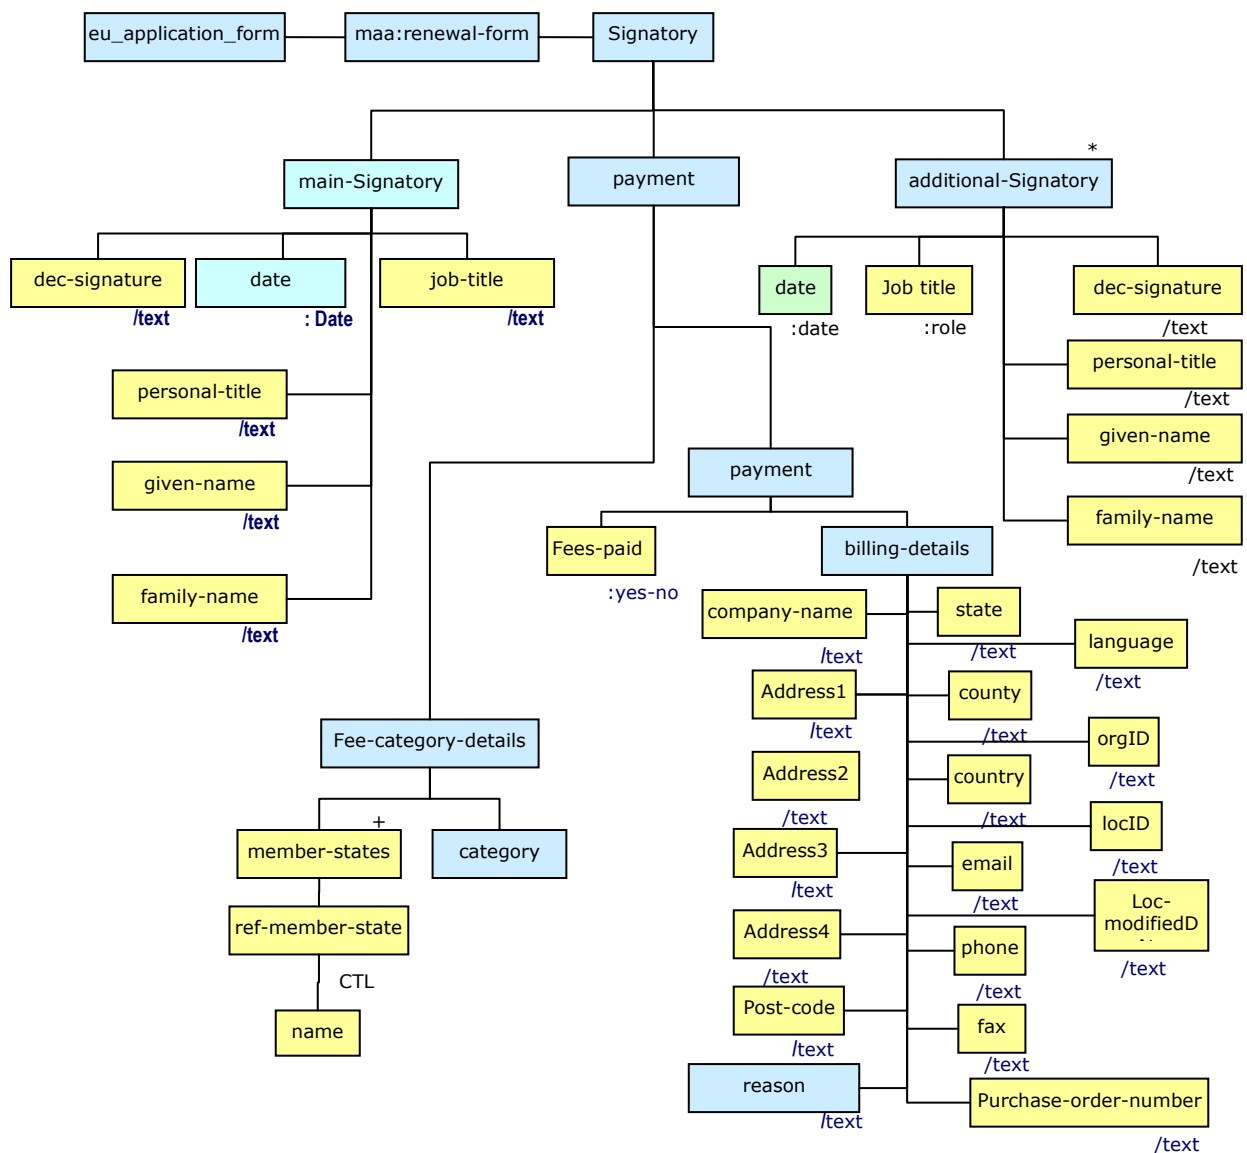 eu_application_form
maa:renewal-form
Signatory
main-Signatory
payment
*
additional-Signatory
dec-signature
/text
date
: Date
job-title
/text
date
:date
Job title
:role
dec-signature
/text
personal-title
/text
personal-title
/text
given-name
/text
given-name
/text
family-name
/text
family-name
/text
payment
Fees-paid
:yes-no
billing-details
company-name
/text
state
/text
language
/text
Address1
/text
county
/text
orgID
/text
Address2
/text
country
/text
locID
/text
Address3
/text
email
/text
Loc-
modifiedD
/text
Address4
/text
phone
/text
Post-code
/text
fax
/text
reason
/text
Purchase-order-number
/text
Fee-category-details
+
member-states
category
ref-member-state
CTL
name